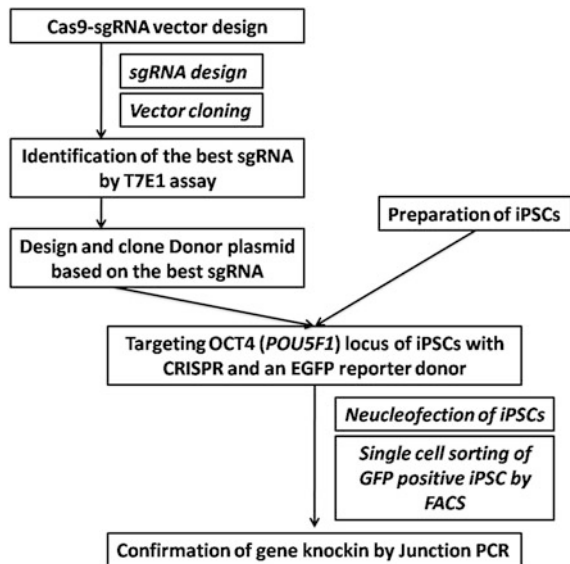 Cas9-sgRNA vector design
sgRNA design
Vector cloning
Identification of the best sgRNA
by T7E1 assay
Preparation of iPSCs
Design and clone Donor plasmid
based on the best sgRNA
Targeting OCT4 (POU5F1) locus of iPSCs with
CRISPR and an EGFP reporter donor
Neucleofection of iPSCs
Single cell sorting of
GFP positive iPSC by
FACS
Confirmation of gene knockin by Junction PCR